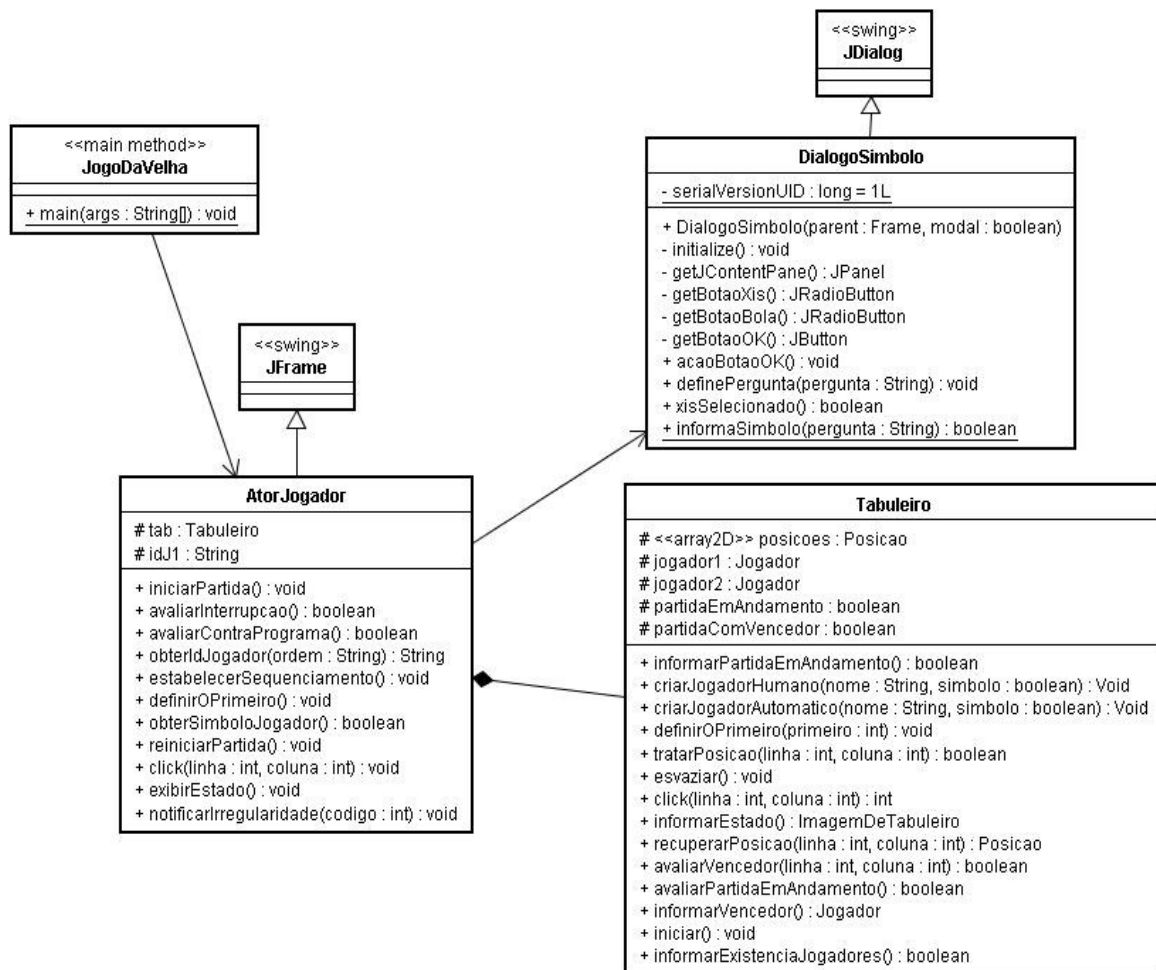 <<swing>>
JDialog
<<main method>>
JogoDaVelha
+ main(args : String[]) : void
DialogoSimbolo
- serialVersionUID : long = 1L
+ DialogoSimbolo(parent : Frame, modal : boolean)
- initialize() : void
- getJContentPane() : JPanel
- getBotaoXis() : JRadioButton
- getBotaoBola() : JRadioButton
- getBotaoOK() : JButton
+ acaoBotaoOK() : void
+ definePergunta(pergunta : String) : void
+ xisSelecionado() : boolean
+ informaSimbolo(pergunta : String) : boolean
<<swing>>
JFrame
AtorJogador
# tab : Tabuleiro
# idJ1 : String
+ iniciarPartida() : void
+ avaliarInterrupcao() : boolean
+ avaliarContraPrograma() : boolean
+ obterIdJogador(ordem : String) : String
+ estabelecerSequenciamento() : void
+ definirOPrimeiro() : void
+ obterSimboloJogador() : boolean
+ reiniciarPartida() : void
+ click(linha : int, coluna : int) : void
+ exibirEstado() : void
+ notificarIrregularidade(codigo : int) : void
Tabuleiro
# <<array2D>> posicoes : Posicao
# jogador1 : Jogador
# jogador2 : Jogador
# partidaEmAndamento : boolean
# partidaComVencedor : boolean
+ informarPartidaEmAndamento() : boolean
+ criarJogadorHumano(nome : String, simbolo : boolean) : Void
+ criarJogadorAutomatico(nome : String, simbolo : boolean) : Void
+ definirOPrimeiro(primeiro : int) : void
+ tratarPosicao(linha : int, coluna : int) : boolean
+ esvaziar() : void
+ click(linha : int, coluna : int) : int
+ informarEstado() : ImagemDeTabuleiro
+ recuperarPosicao(linha : int, coluna : int) : Posicao
+ avaliarVencedor(linha : int, coluna : int) : boolean
+ avaliarPartidaEmAndamento() : boolean
+ informarVencedor() : Jogador
+ iniciar() : void
+ informarExistenciaJogadores() : boolean